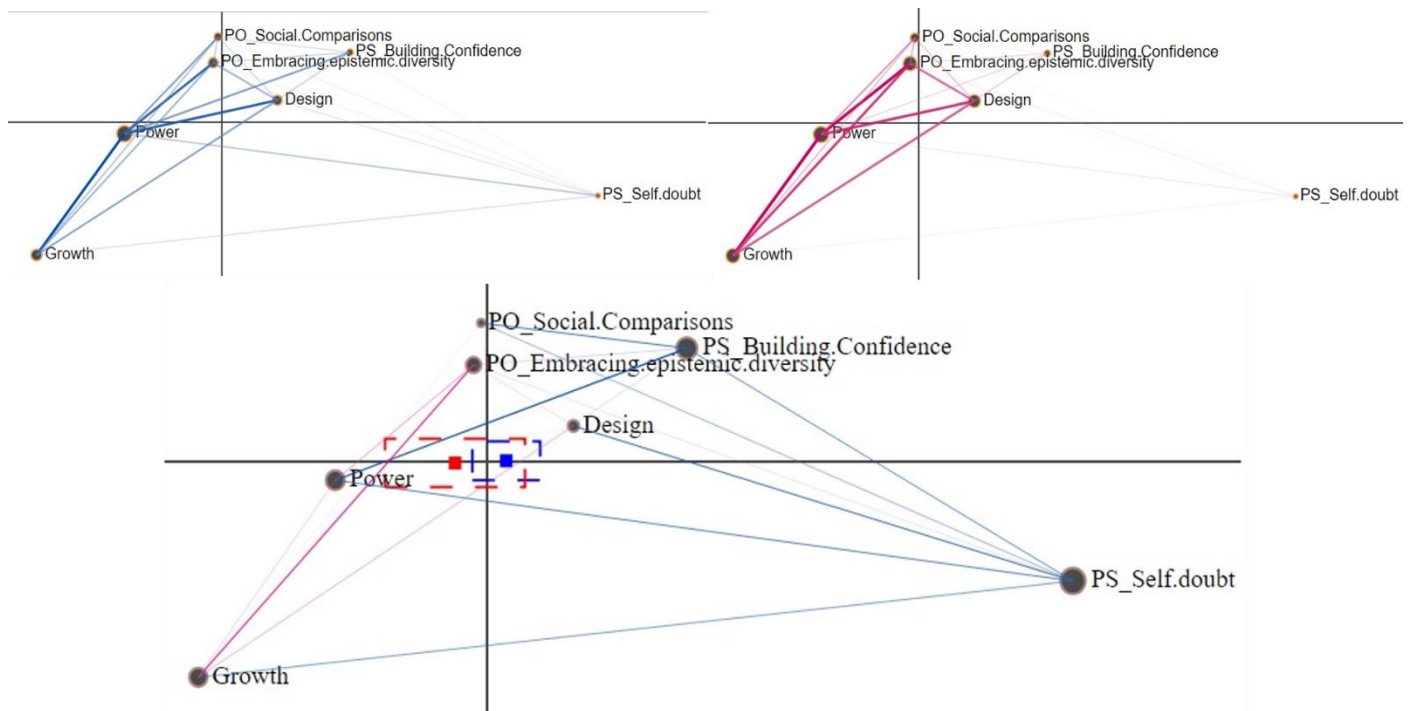 PO_Social.Comparisons
PS_Building.Confidence
PO_Embracing.epistemic.diversity
Design
Power
PS_Self.doubt
Growth
PO_Social.Comparisons
PS_Building.Confidence
PO_Embracing.epistemic.diversity
Design
Power
PS_Self.doubt
Growth
PO_Social.Comparisons
PS_Building.Confidence
PO_Embracing.epistemic.diversity
Design
Power
PS_Self.doubt
Growth